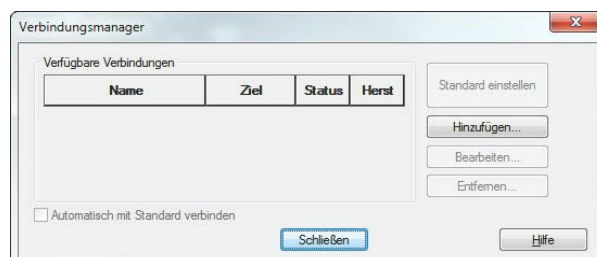 Verbindungsmanager
Verfügbare Verbindungen
Name Ziel Status Herst
Standard einstellen
Hinzufügen...
Bearbeiten...
Entfernen...
Automatisch mit Standard verbinden
Schließen
Hilfe